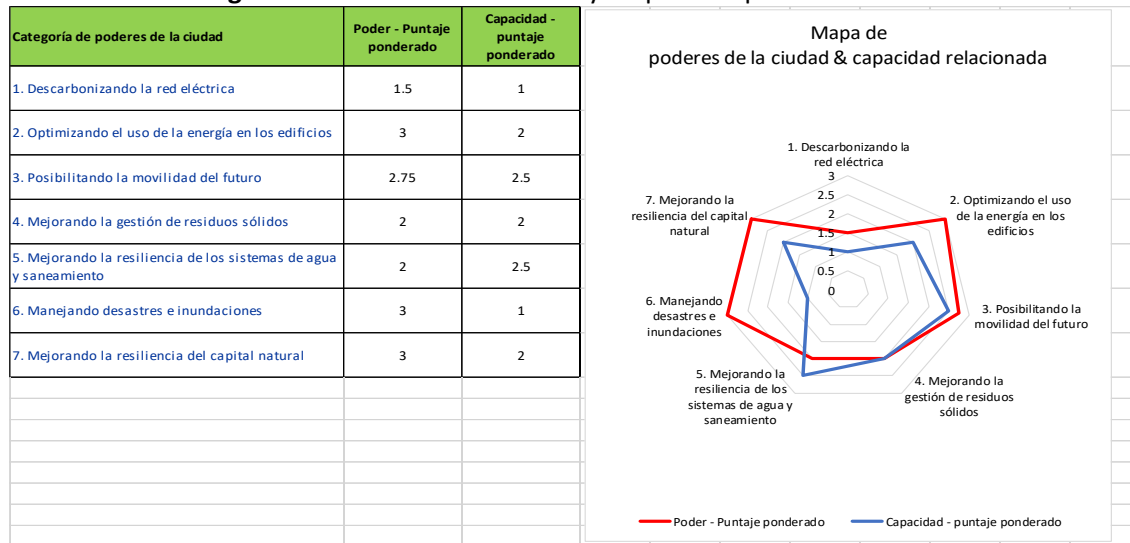 Categoría de poderes de la ciudad
Poder - Puntaje
ponderado
Capacidad -
puntaje
ponderado
1. Descarbonizando la red eléctrica
1.5
1
2. Optimizando el uso de la energía en los edificios
3
2
3. Posibilitando la movilidad del futuro
2.75
2.5
4. Mejorando la gestión de residuos sólidos
2
2
5. Mejorando la resiliencia de los sistemas de agua
y saneamiento
2
2.5
6. Manejando desastres e inundaciones
3
1
7. Mejorando la resiliencia del capital natural
3
2
Mapa de
poderes de la ciudad & capacidad relacionada
1. Descarbonizando la
red eléctrica
3
2.5
2
1.5
1
0.5
0
2. Optimizando el uso
de la energía en los
edificios
3. Posibilitando la
movilidad del futuro
4. Mejorando la
gestión de residuos
sólidos
5. Mejorando la
resiliencia de los
sistemas de agua y
saneamiento
6. Manejando
desastres e
inundaciones
7. Mejorando la
resiliencia del capital
natural
Poder - Puntaje ponderado
Capacidad - puntaje ponderado